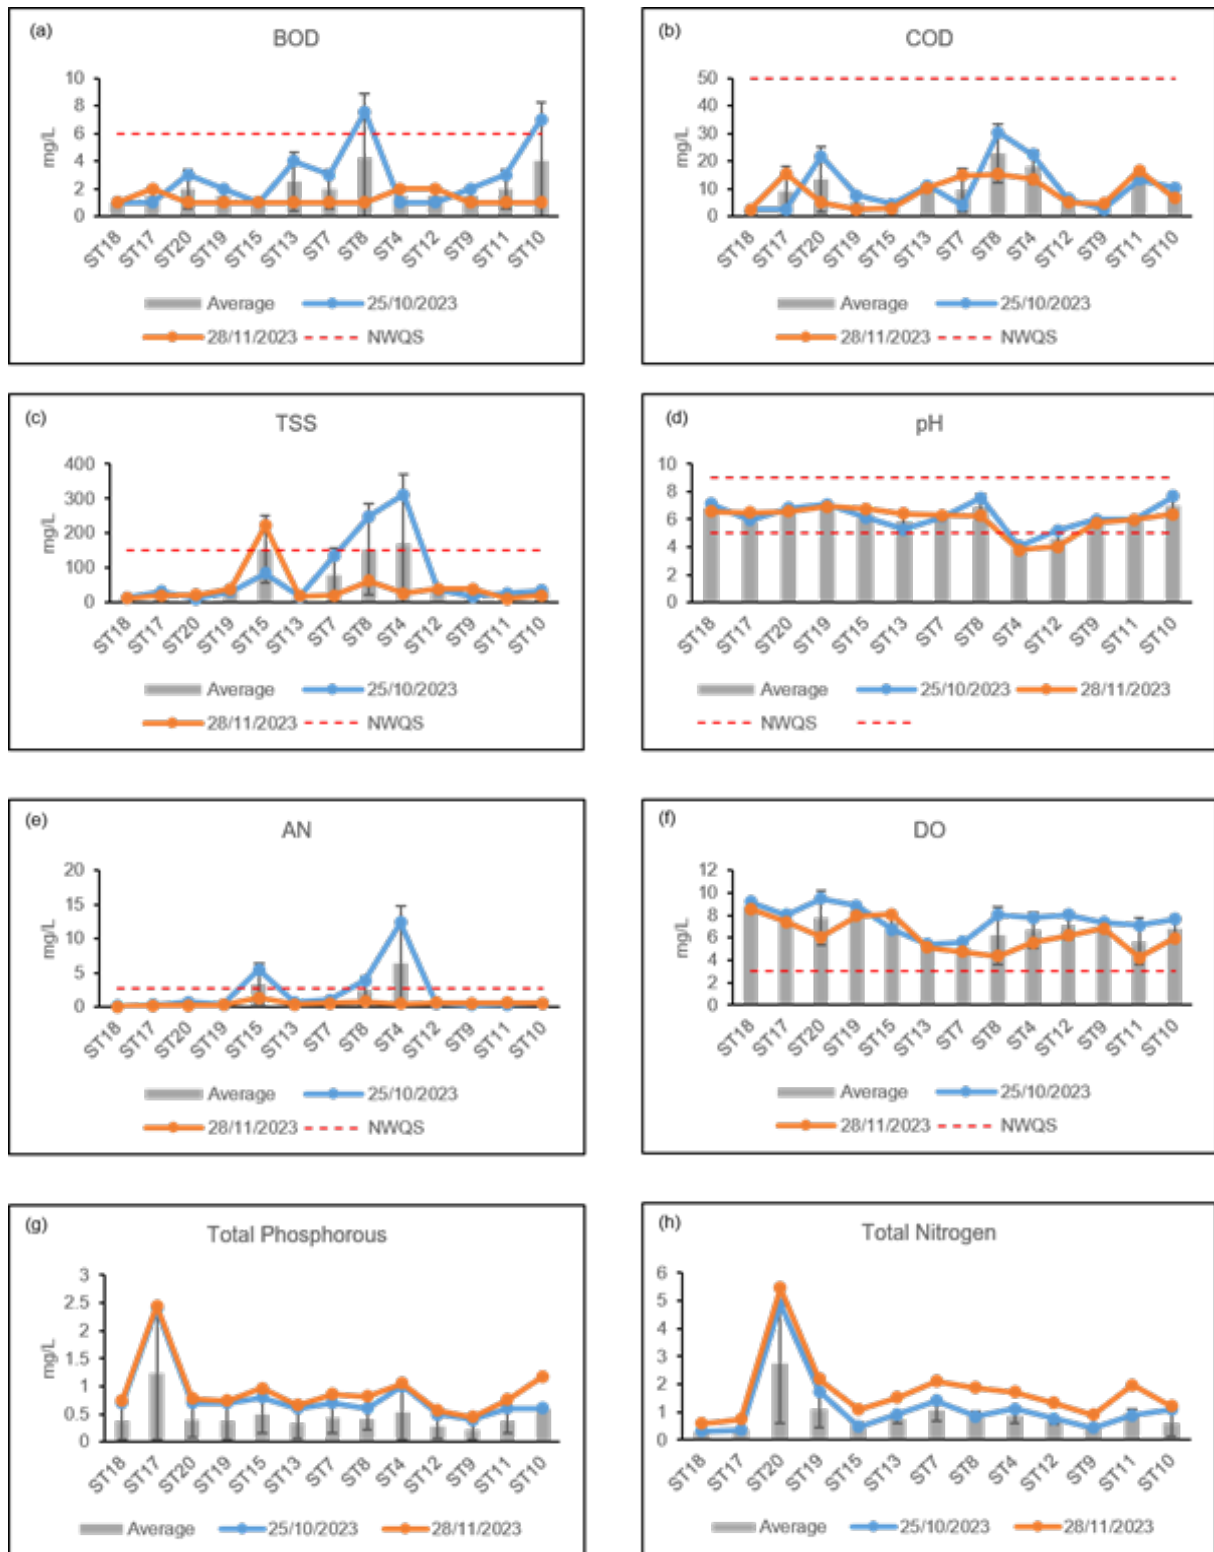 (a)
BOD
10
8
6
4
2
0
mg/L
ST18 ST17 ST20 ST19 ST15 ST13 ST7 ST8 ST4 ST12 ST9 ST11 ST10
Average 25/10/2023
28/11/2023 NWQS
(b)
COD
50
40
30
20
10
0
mg/L
ST18 ST17 ST20 ST19 ST15 ST13 ST7 ST8 ST4 ST12 ST9 ST11 ST10
Average 25/10/2023
28/11/2023 NWQS
(c)
TSS
400
300
200
100
0
mg/L
ST18 ST17 ST20 ST19 ST15 ST13 ST7 ST8 ST4 ST12 ST9 ST11 ST10
Average 25/10/2023
28/11/2023 NWQS
(d)
pH
10
8
6
4
2
0
ST18 ST17 ST20 ST19 ST15 ST13 ST7 ST8 ST4 ST12 ST9 ST11 ST10
Average 25/10/2023 28/11/2023
NWQS
(e)
AN
20
15
10
5
0
mg/L
ST18 ST17 ST20 ST19 ST15 ST13 ST7 ST8 ST4 ST12 ST9 ST11 ST10
Average 25/10/2023
28/11/2023 NWQS
(f)
DO
12
10
8
6
4
2
0
mg/L
ST18 ST17 ST20 ST19 ST15 ST13 ST7 ST8 ST4 ST12 ST9 ST11 ST10
Average 25/10/2023
28/11/2023 NWQS
(g)
Total Phosphorous
3
2.5
2
1.5
1
0.5
0
mg/L
ST18 ST17 ST20 ST19 ST15 ST13 ST7 ST8 ST4 ST12 ST9 ST11 ST10
Average 25/10/2023 28/11/2023
(h)
Total Nitrogen
6
5
4
3
2
1
0
mg/L
ST18 ST17 ST20 ST19 ST15 ST13 ST7 ST8 ST4 ST12 ST9 ST11 ST10
Average 25/10/2023 28/11/2023